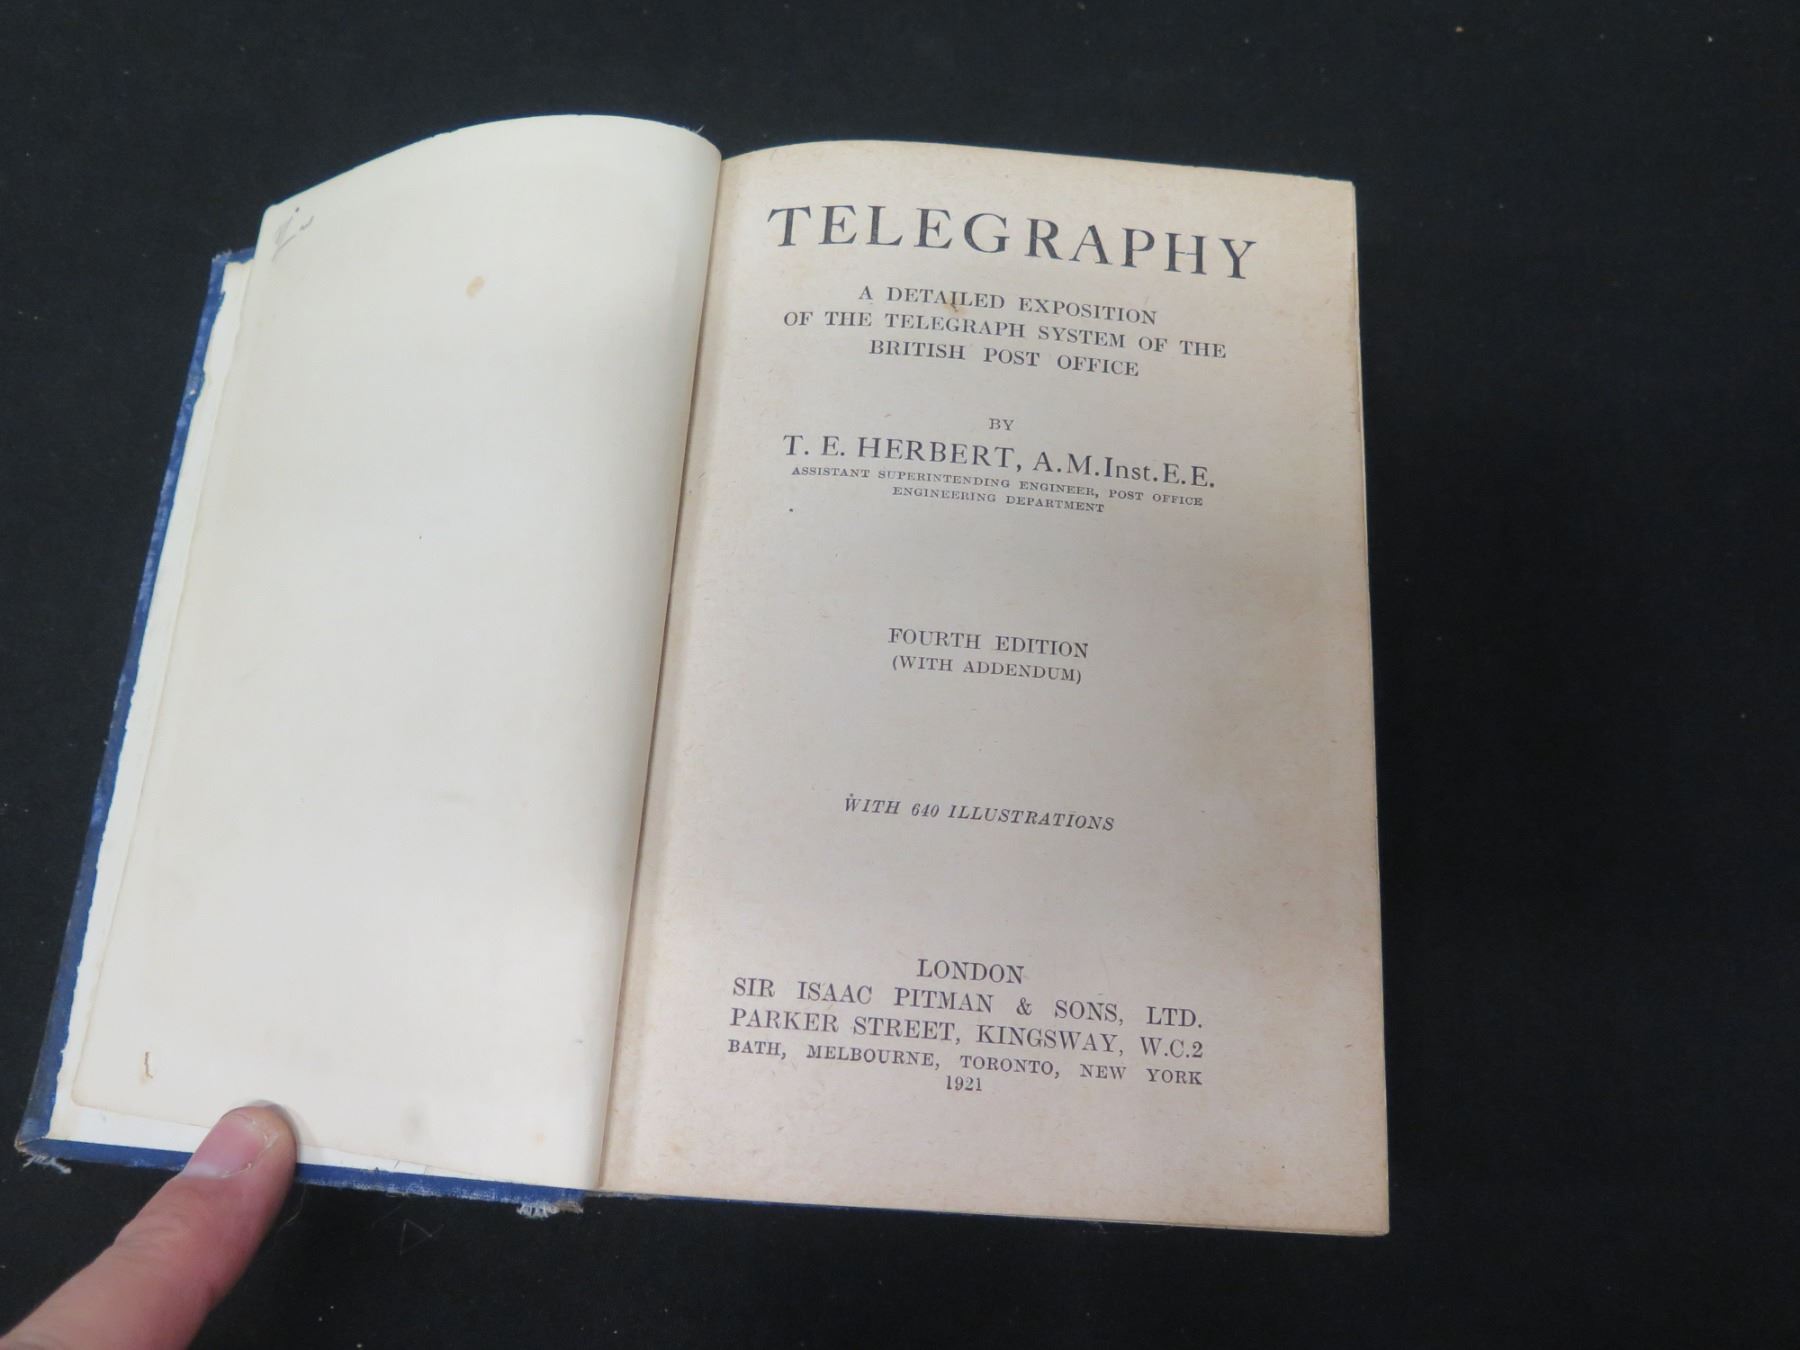 TELEGRAPHY
A DETAILED EXPOSITION
OF THE TELEGRAPH SYSTEM OF THE
BRITISH POST OFFICE
BY
T. E. HERBERT, A.M.Inst.E.E.
ASSISTANT SUPERINTENDING ENGINEER, POST OFFICE
ENGINEERING DEPARTMENT
FOURTH EDITION
(WITH ADDENDUM)
WITH 640 ILLUSTRATIONS
LONDON
SIR ISAAC PITMAN & SONS, LTD.
PARKER STREET, KINGSWAY, W.C.2
BATH, MELBOURNE, TORONTO, NEW YORK
1921